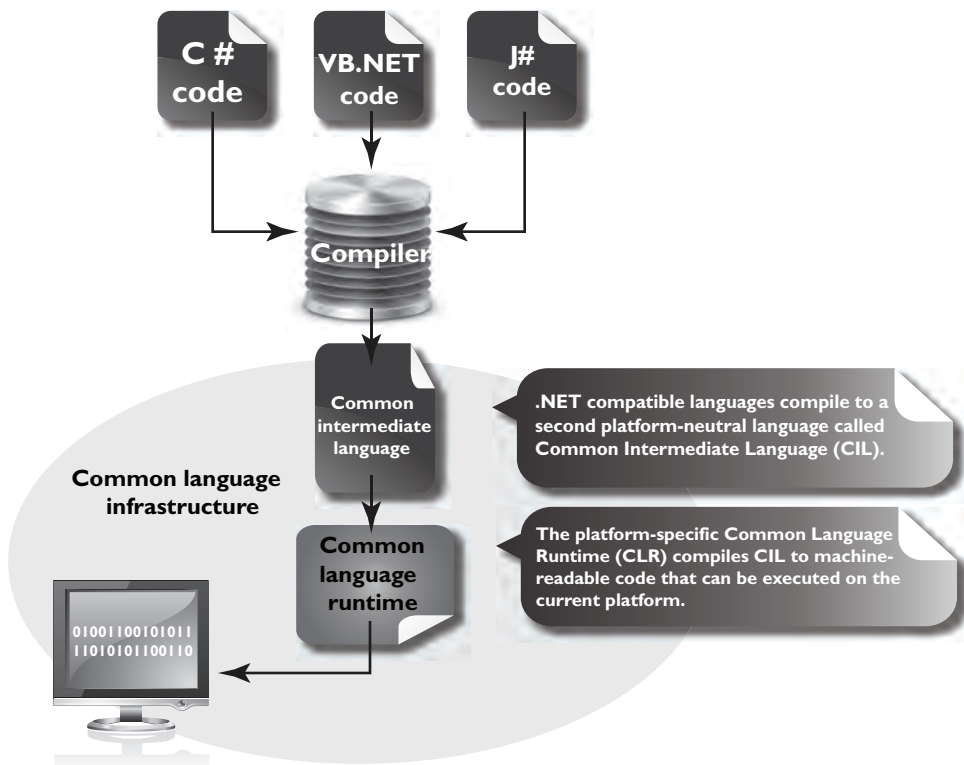 C #
code
VB.NET
code
J#
code
Compiler
Common
intermediate
language
.NET compatible languages compile to a
second platform-neutral language called
Common Intermediate Language (CIL).
Common language
infrastructure
Common
language
runtime
The platform-specific Common Language
Runtime (CLR) compiles CIL to machine-
readable code that can be executed on the
current platform.
01001100101011
11010101100110